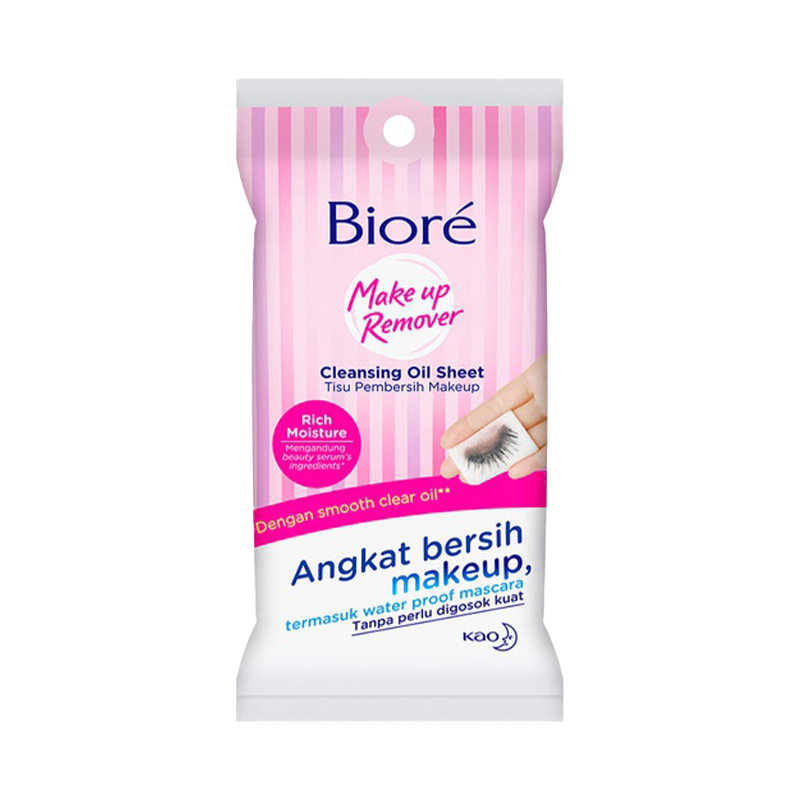 Bioré
Make up
Remover
Cleansing Oil Sheet
Tisu Pembersih Makeup
Rich
Moisture
Mengandung
beauty serum's
ingredients*
Dengan smooth clear oil**
Angkat bersih
makeup,
termasuk water proof mascara
Tanpa perlu digosok kuat
Kao